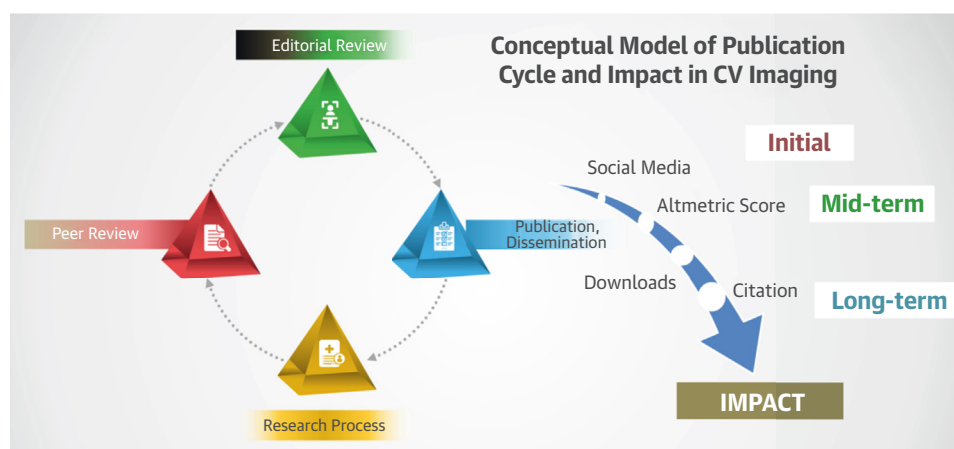 Editorial Review
Conceptual Model of Publication
Cycle and Impact in CV Imaging
Initial
Social Media
Altmetric Score
Mid-term
Peer Review
Publication,
Dissemination
Downloads
Citation
Long-term
IMPACT
Research Process